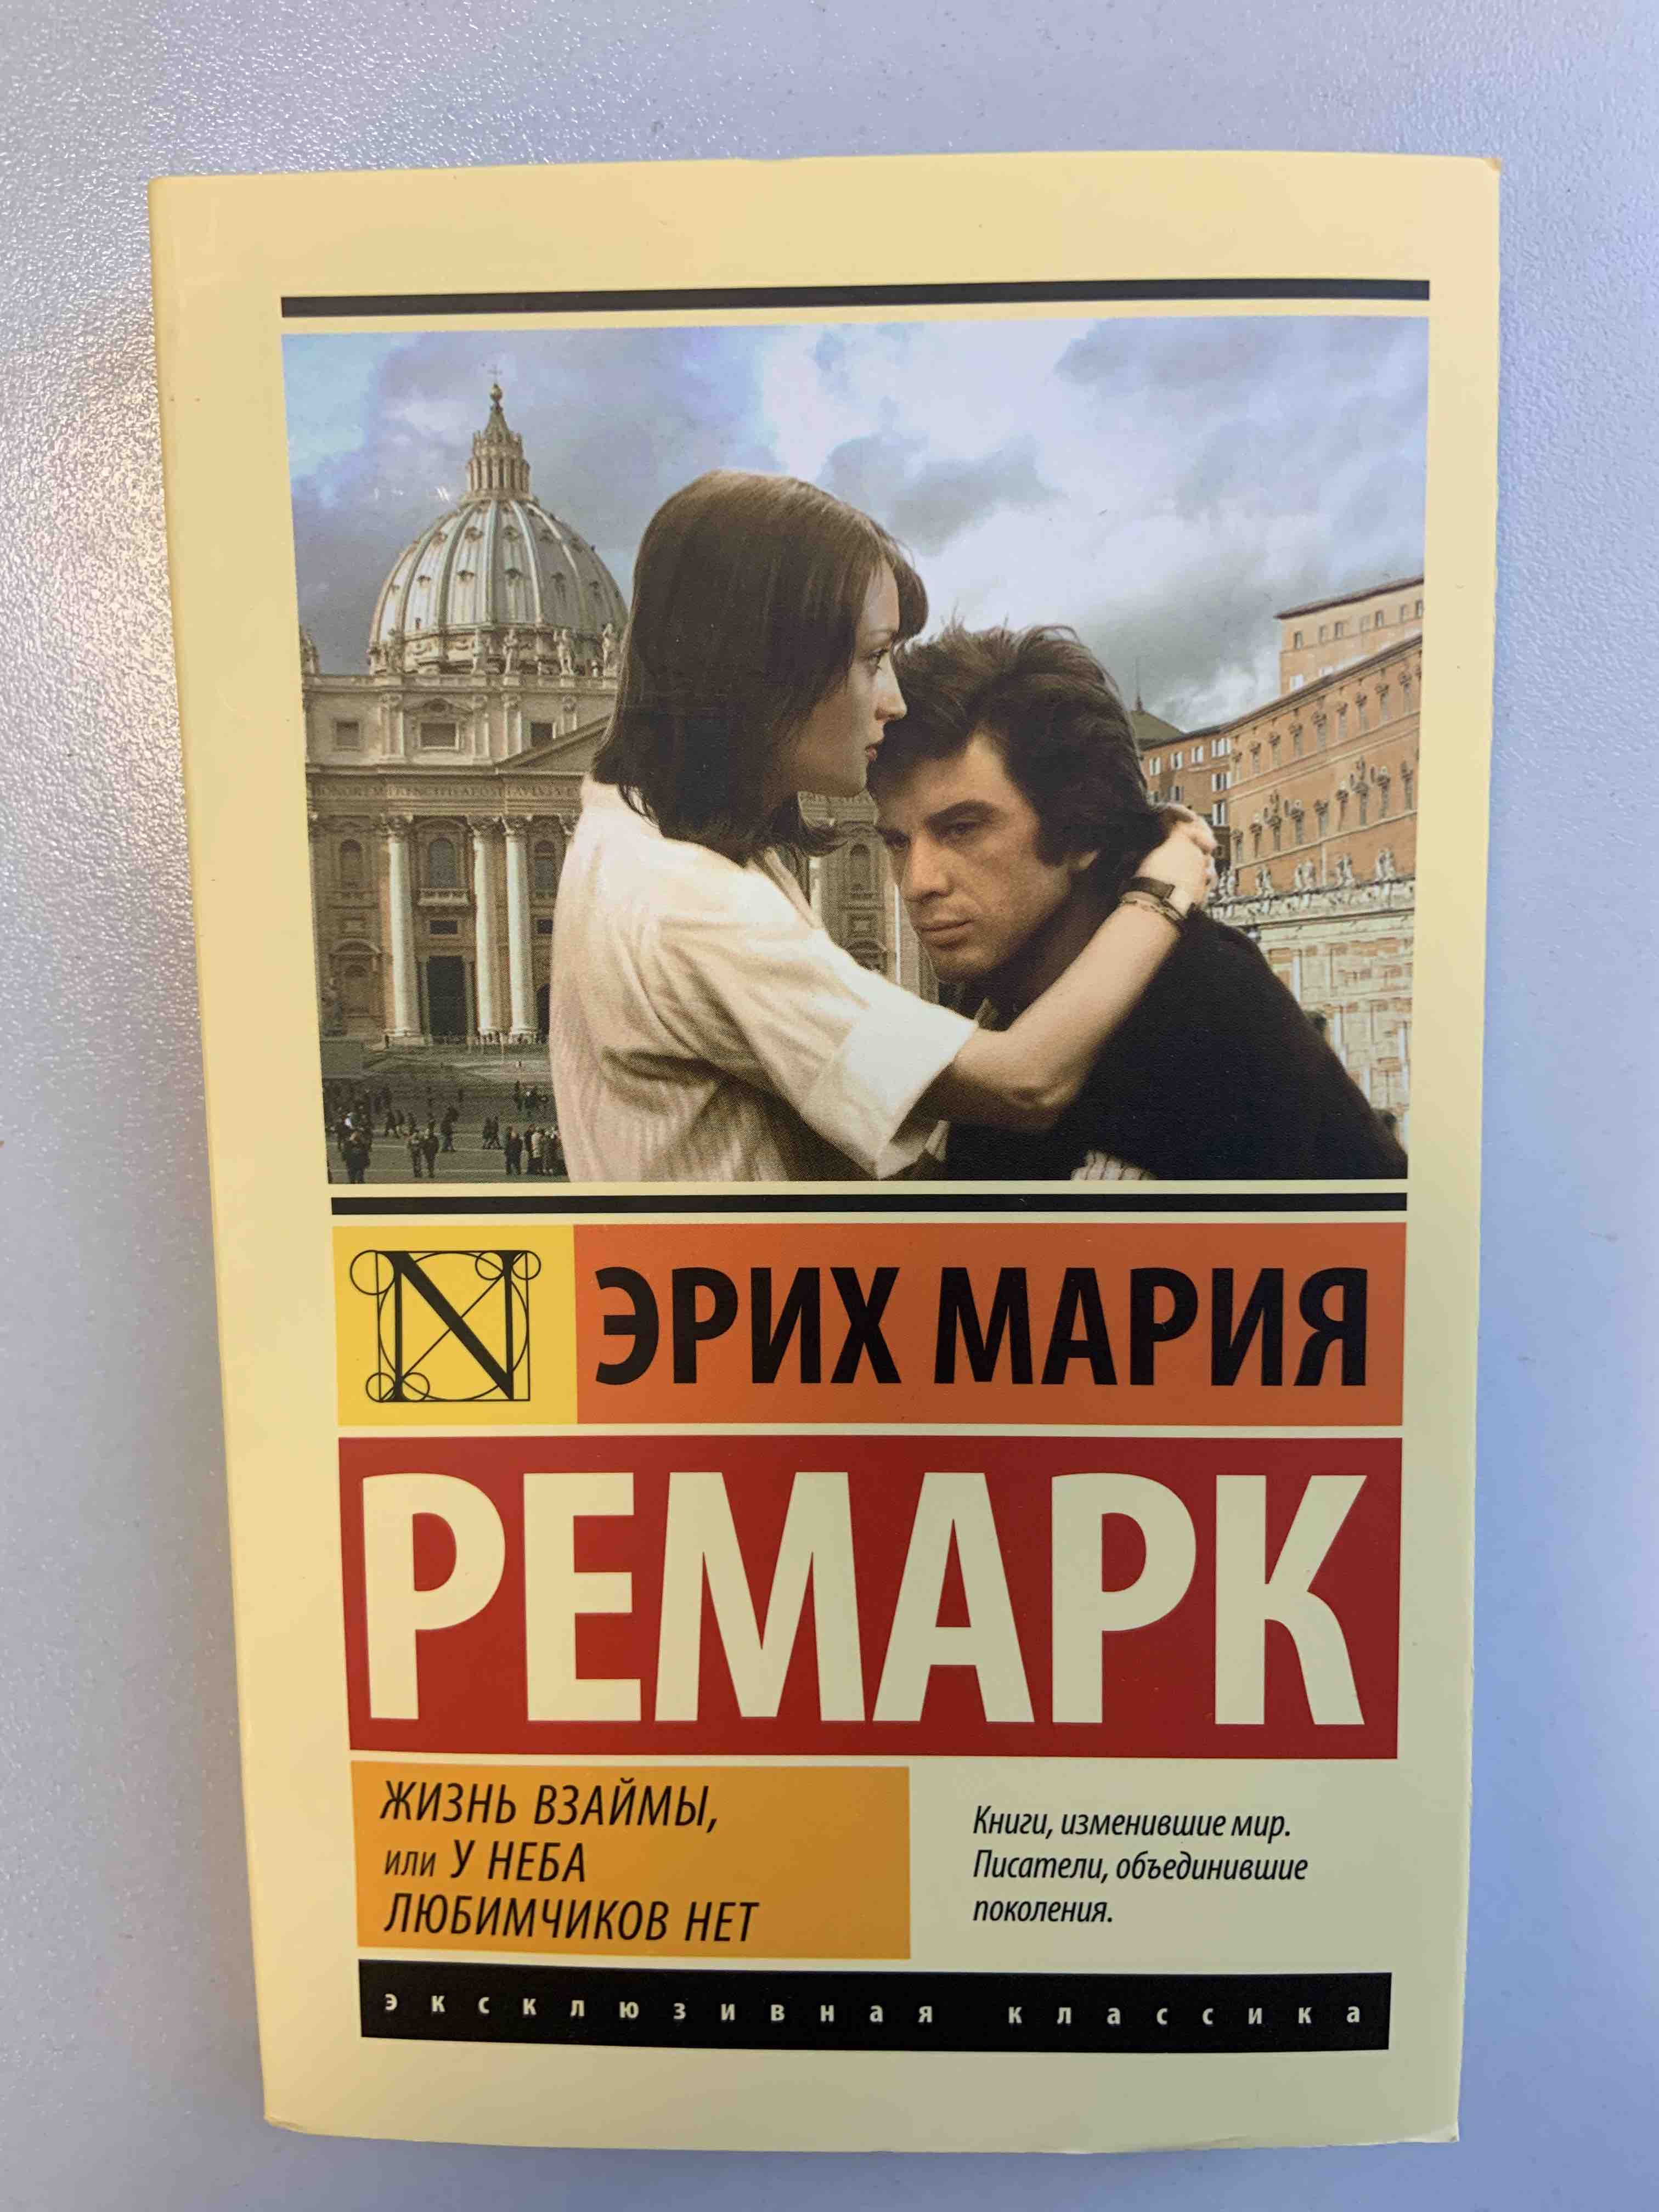 N
ЭРИХ МАРИЯ
РЕМАРК
ЖИЗНЬ ВЗАЙМЫ,
или У НЕБА
ЛЮБИМЧИКОВ НЕТ
Книги, изменившие мир.
Писатели, объединившие
поколения.
эксклюзивная классика